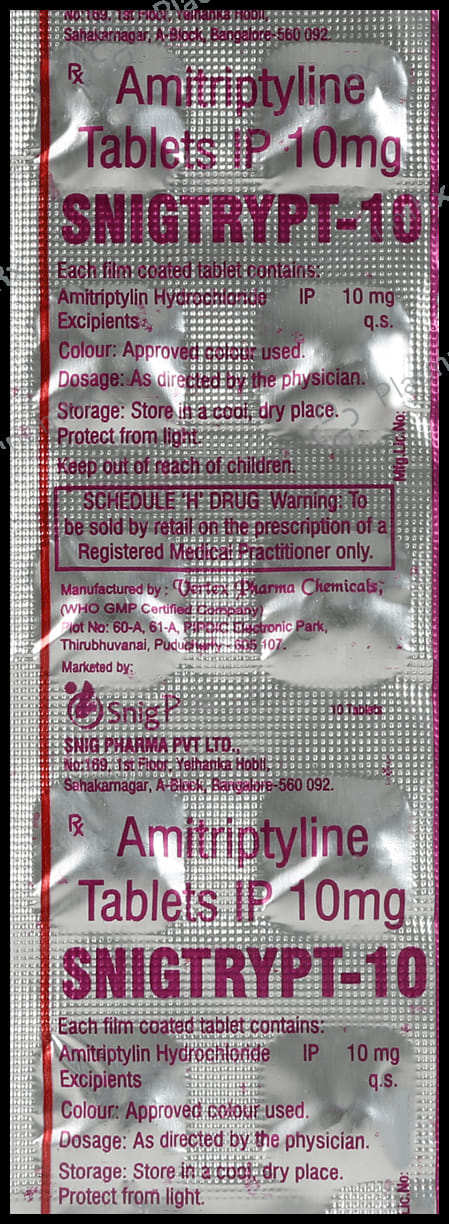 No:169, 1st Floor, Yelhanka Hobli,
Sahakarnagar, A-Block, Bangalore-560 092.
Rx Amitriptyline
Tablets IP 10mg
SNIGTRYPT-10
Each film coated tablet contains:
Amitriptylin Hydrochloride IP 10 mg
Excipients q.s.
Colour: Approved colour used.
Dosage: As directed by the physician.
Storage: Store in a cool, dry place.
Protect from light.
Keep out of reach of children.
Mfg.Lic.No:
SCHEDULE 'H' DRUG Warning: To
be sold by retail on the prescription of a
Registered Medical Practitioner only.
Manufactured by : Vertex Pharma Chemicals,
(WHO GMP Certified Company)
Plot No: 60-A, 61-A, PIPDIC Electronic Park,
Thirubhuvanai, Puducherry - 605 107.
Marketed by:
SnigP
10 Tablets
SNIG PHARMA PVT LTD.,
No:169, 1st Floor, Yelhanka Hobli,
Sahakarnagar, A-Block, Bangalore-560 092.
Rx Amitriptyline
Tablets IP 10mg
SNIGTRYPT-10
Each film coated tablet contains:
Amitriptylin Hydrochloride IP 10 mg
Excipients q.s.
Colour: Approved colour used.
Dosage: As directed by the physician.
Storage: Store in a cool, dry place.
Protect from light.
Lic.No: